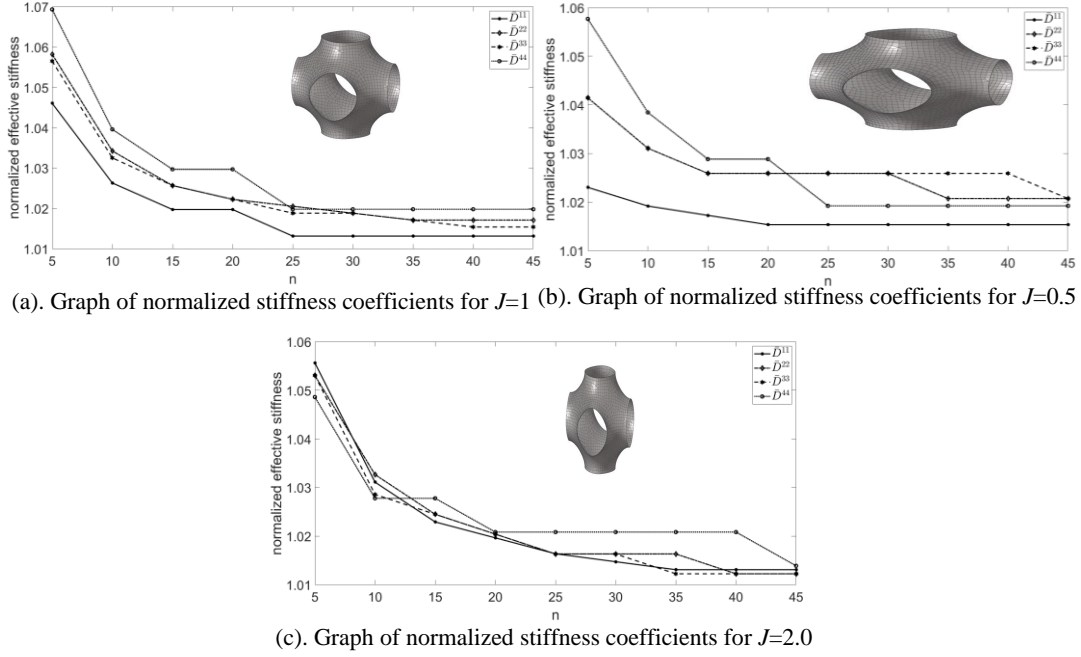 1.07
1.06
1.05
1.04
1.03
1.02
1.01
normalized effective stiffness
D̄¹¹
D̄²²
D̄³³
D̄⁴⁴
5 10 15 20 25 30 35 40 45
n
(a). Graph of normalized stiffness coefficients for J=1
1.06
1.05
1.04
1.03
1.02
1.01
normalized effective stiffness
D̄¹¹
D̄²²
D̄³³
D̄⁴⁴
5 10 15 20 25 30 35 40 45
n
(b). Graph of normalized stiffness coefficients for J=0.5
1.06
1.05
1.04
1.03
1.02
1.01
normalized effective stiffness
D̄¹¹
D̄²²
D̄³³
D̄⁴⁴
5 10 15 20 25 30 35 40 45
n
(c). Graph of normalized stiffness coefficients for J=2.0